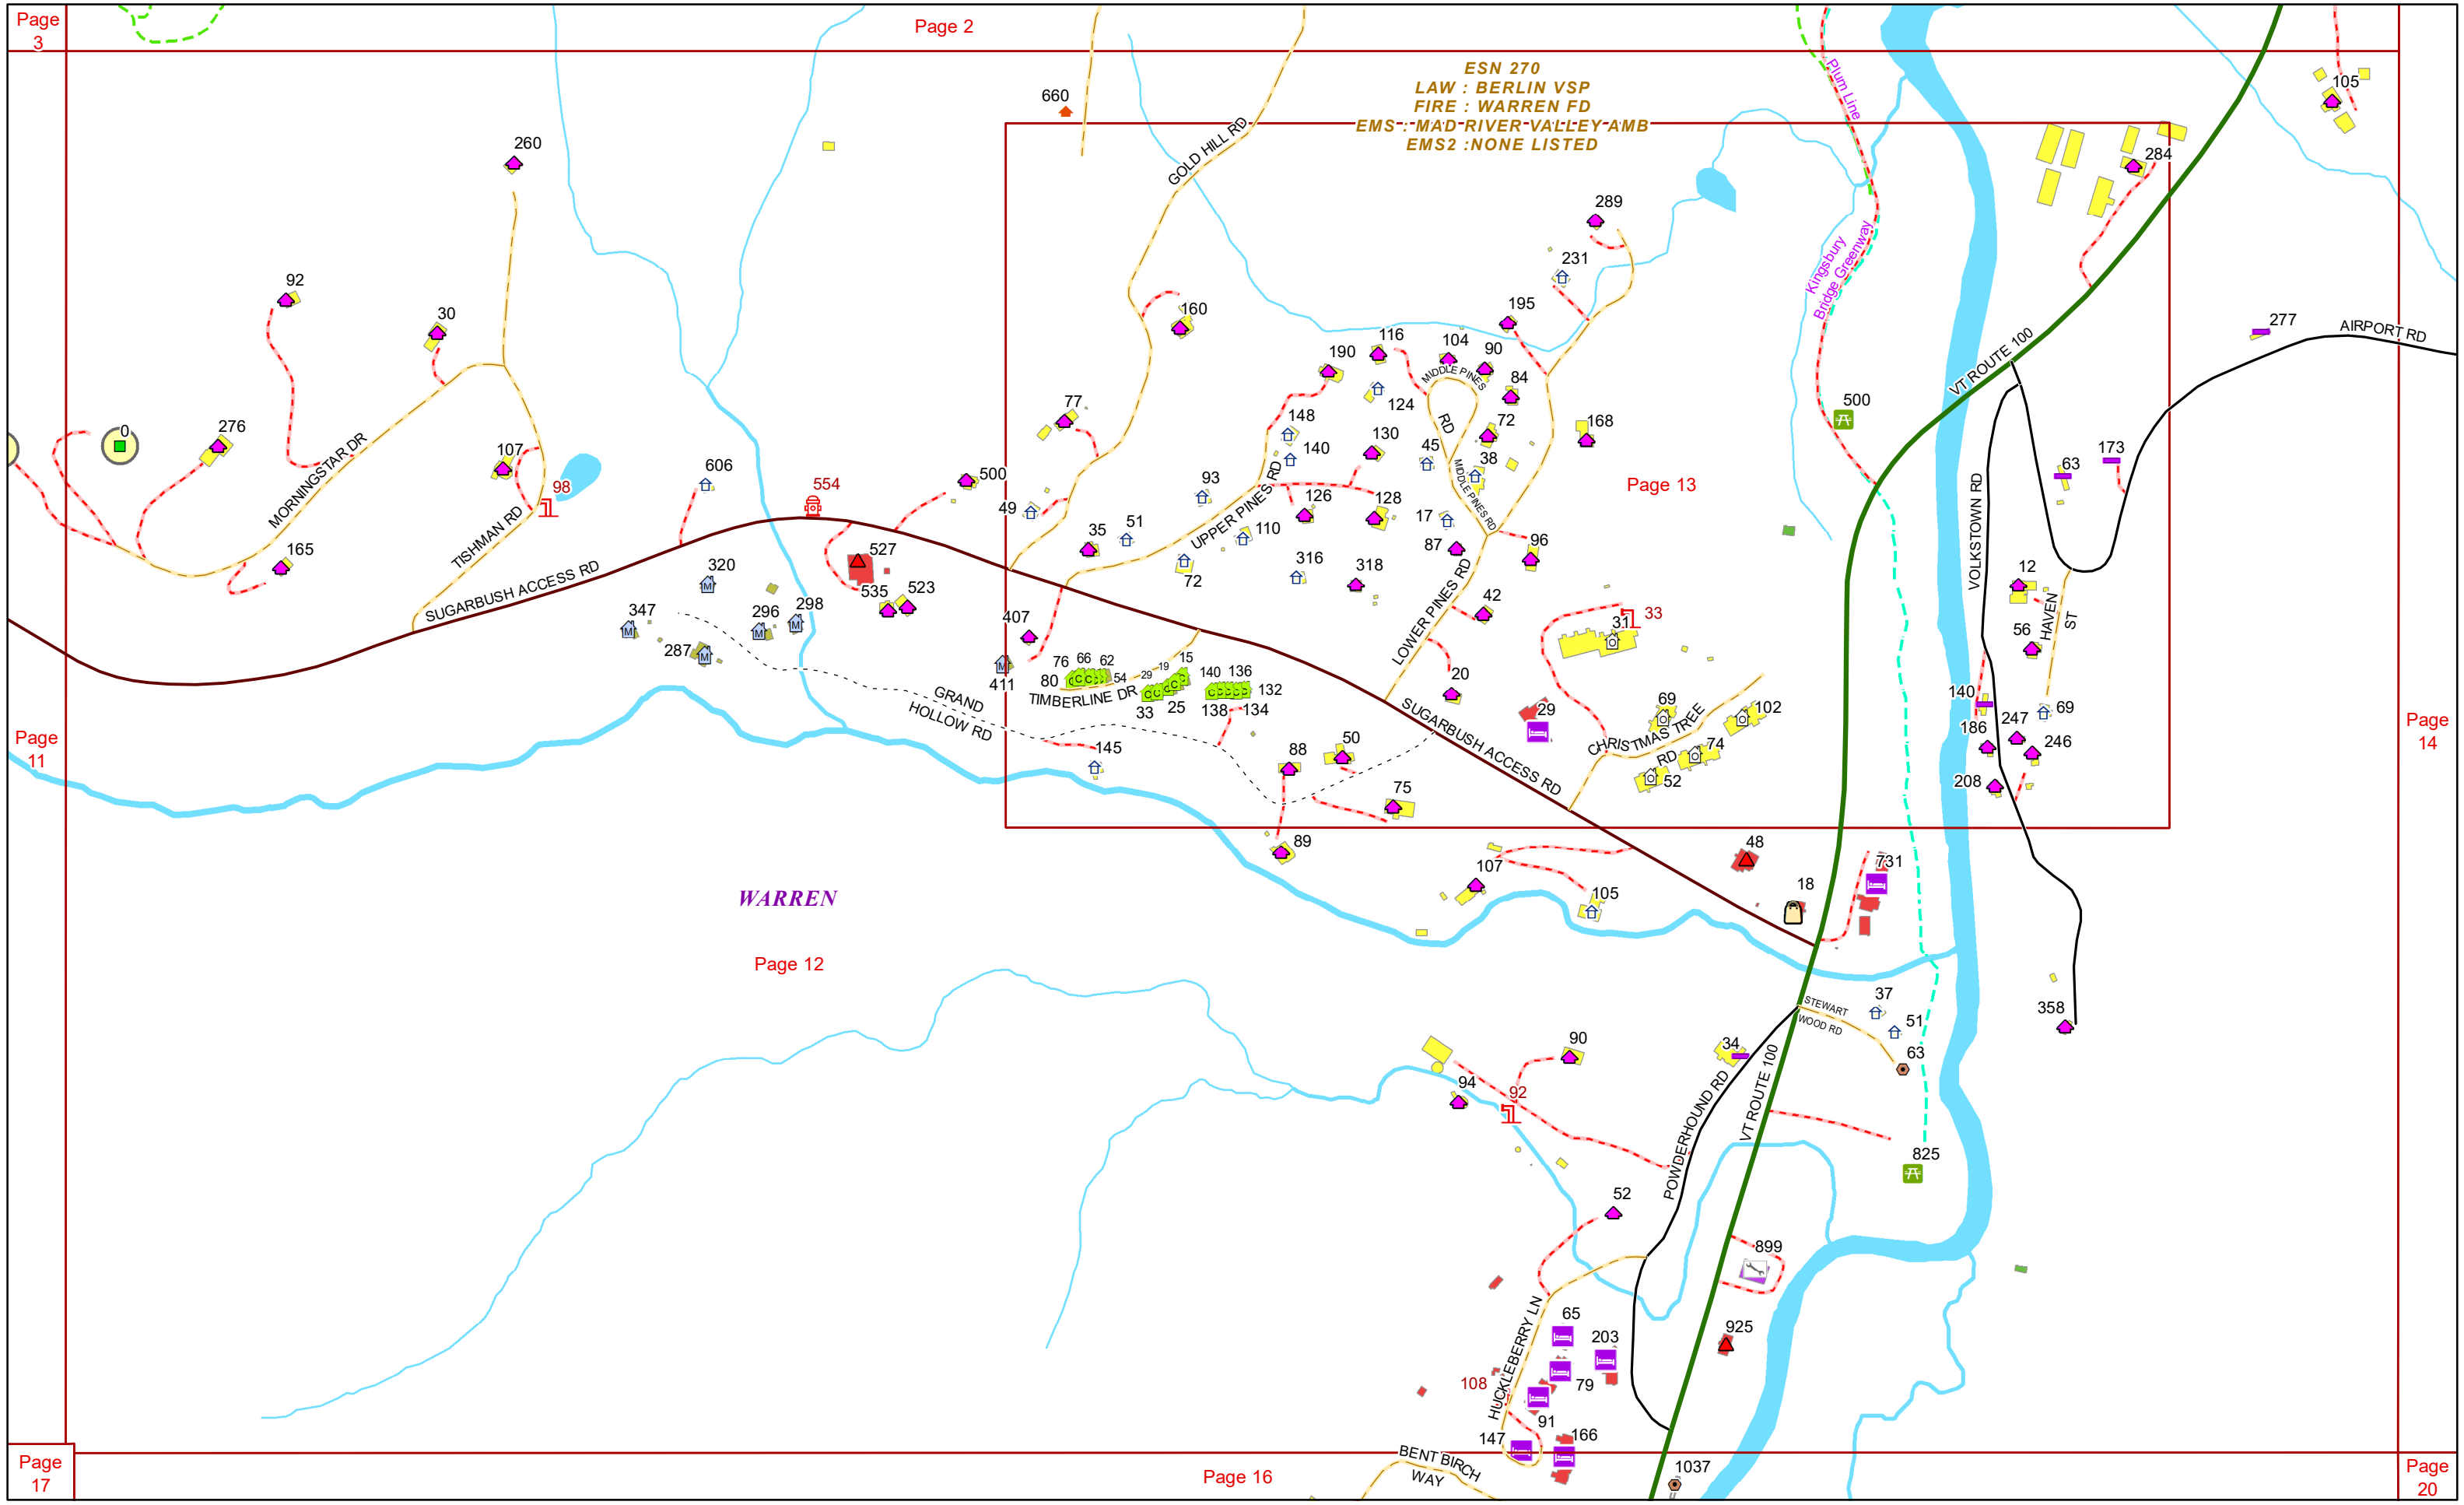 Page
3
Page 2
ESN 270
LAW : BERLIN VSP
FIRE : WARREN FD
EMS : MAD RIVER VALLEY AMB
EMS2 :NONE LISTED
Plum Line
105
660
260
GOLD HILL RD
284
289
Kingsbury
Bridge Greenway
231
92
30
160
195
277
AIRPORT RD
VT ROUTE 100
116
104
90
190
MIDDLE PINES
RD
84
124
77
148
500
0
276
MORNINGSTAR DR
107
98
606
554
500
130
140
45
72
168
38
MIDDLE PINES RD
173
63
Page 13
VOLKSTOWN RD
49
93
UPPER PINES RD
126
128
17
TISHMAN RD
165
35
51
110
72
316
318
87
96
527
535
523
320
SUGARBUSH ACCESS RD
347
296
298
287
407
411
LOWER PINES RD
42
12
HAVEN
ST
56
33
31
76
66
62
80
54
29
19
15
TIMBERLINE DR
33
25
140
136
132
138
134
20
GRAND
HOLLOW RD
140
69
247
186
246
208
29
69
102
CHRISTMAS TREE
RD
74
52
SUGARBUSH ACCESS RD
145
88
50
75
Page
11
Page
14
89
107
105
48
18
731
WARREN
Page 12
358
STEWART
WOOD RD
37
51
63
34
90
94
92
POWDERHOUND RD
VT ROUTE 100
825
52
899
HUCKLEBERRY LN
65
203
79
108
91
147
166
925
BENT BIRCH
WAY
Page
17
Page 16
1037
Page
20